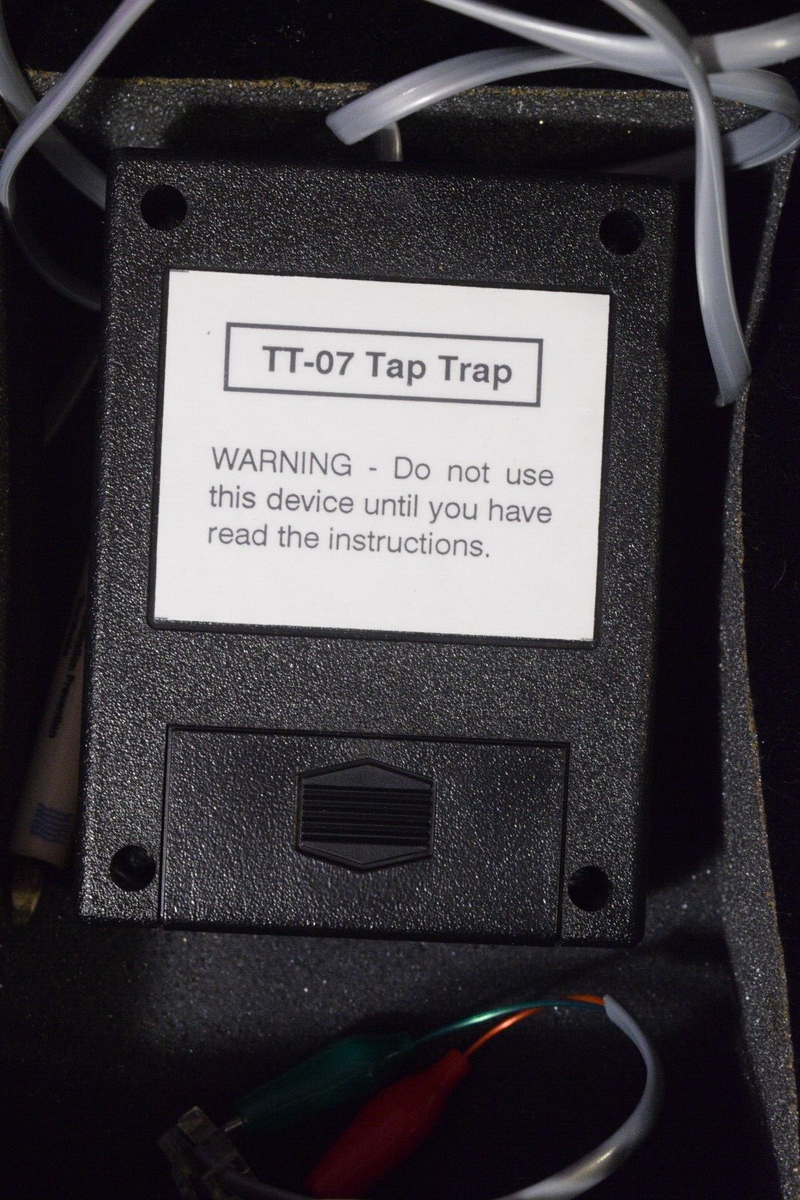 TT-07 Tap Trap
WARNING - Do not use
this device until you have
read the instructions.